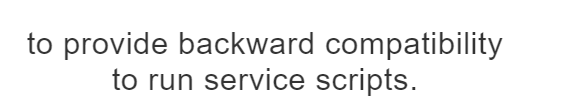 to provide backward compatibility
to run service scripts.